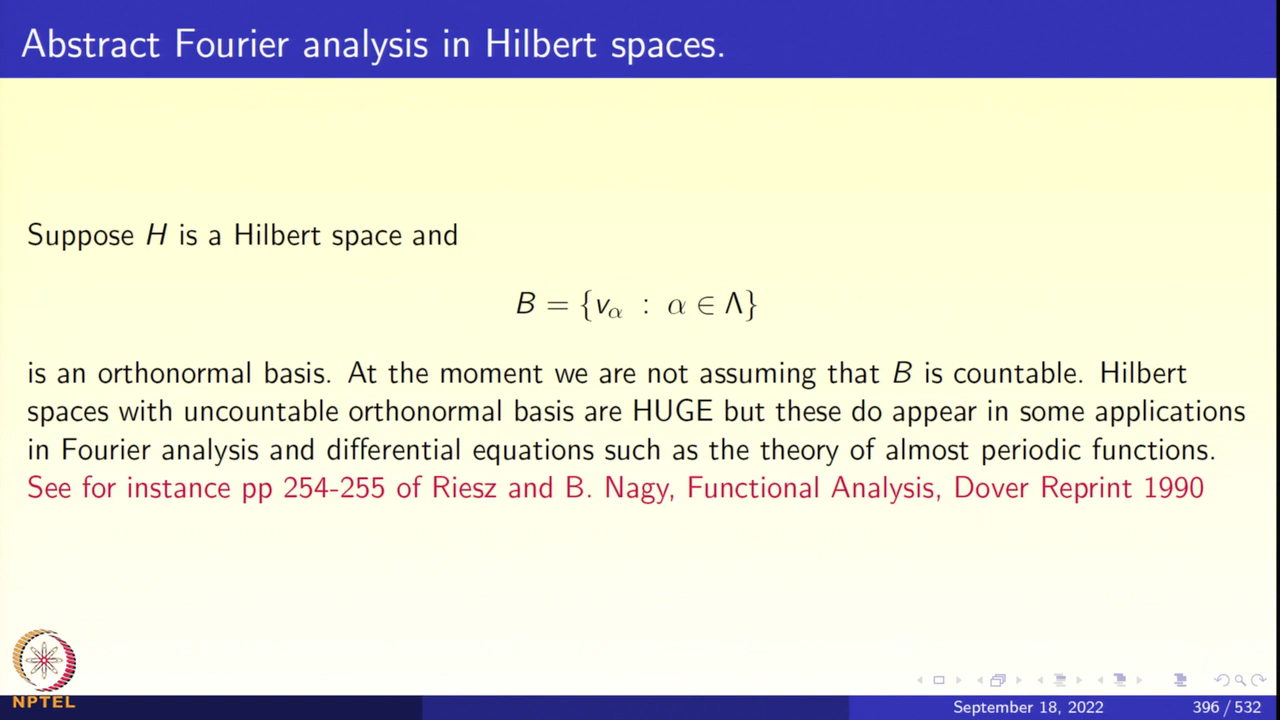 Abstract Fourier analysis in Hilbert spaces.
Suppose H is a Hilbert space and
B = {vα : α ∈ Λ}
is an orthonormal basis. At the moment we are not assuming that B is countable. Hilbert
spaces with uncountable orthonormal basis are HUGE but these do appear in some applications
in Fourier analysis and differential equations such as the theory of almost periodic functions.
See for instance pp 254-255 of Riesz and B. Nagy, Functional Analysis, Dover Reprint 1990
NPTEL
September 18, 2022 396 / 532